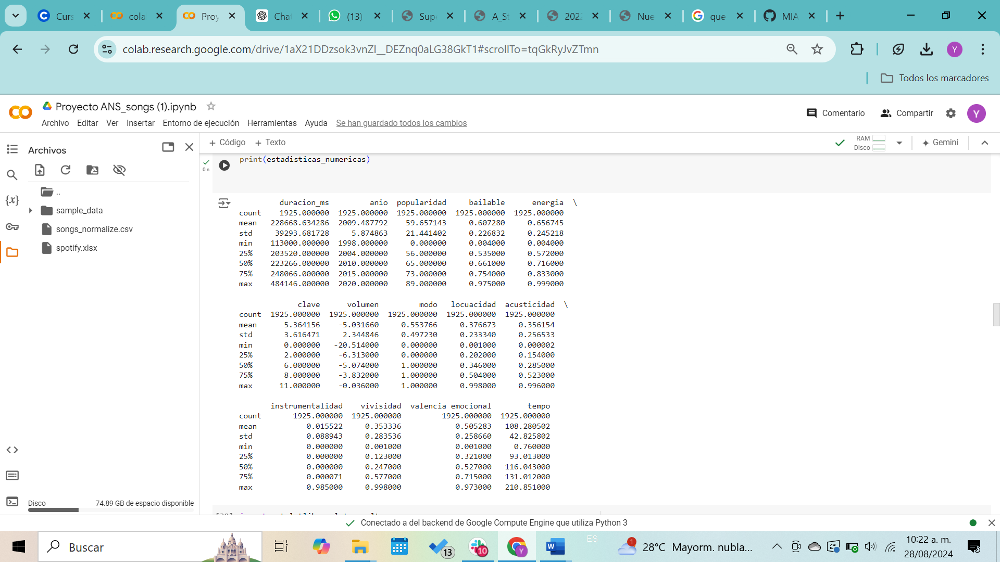 Curs
cola
Proy
Chat
(13)
Supe
A_St
2022
Nue
que
MIA
colab.research.google.com/drive/1aX21DDzsok3vnZl__DEZnq0aLG38GkT1#scrollTo=tqGkRyJvZTmn
Y
Todos los marcadores
Proyecto ANS_songs (1).ipynb
Comentario
Compartir
Y
Archivo Editar Ver Insertar Entorno de ejecución Herramientas Ayuda Se han guardado todos los cambios
Archivos
+ Código + Texto
RAM
Disco
Gemini
..
sample_data
songs_normalize.csv
spotify.xlsx
Disco 74.89 GB de espacio disponible
0 s
print(estadisticas_numericas)
duracion_ms anio popularidad bailable energia \
count 1925.000000 1925.000000 1925.000000 1925.000000 1925.000000
mean 228668.634286 2009.487792 59.657143 0.607280 0.656745
std 39293.681728 5.874863 21.441402 0.226832 0.245218
min 113000.000000 1998.000000 0.000000 0.004000 0.004000
25% 203520.000000 2004.000000 56.000000 0.535000 0.572000
50% 223266.000000 2010.000000 65.000000 0.661000 0.716000
75% 248066.000000 2015.000000 73.000000 0.754000 0.833000
max 484146.000000 2020.000000 89.000000 0.975000 0.999000
clave volumen modo locuacidad acusticidad \
count 1925.000000 1925.000000 1925.000000 1925.000000 1925.000000
mean 5.364156 -5.031660 0.553766 0.376673 0.356154
std 3.616471 2.344846 0.497230 0.233340 0.256533
min 0.000000 -20.514000 0.000000 0.001000 0.000002
25% 2.000000 -6.313000 0.000000 0.202000 0.154000
50% 6.000000 -5.074000 1.000000 0.346000 0.285000
75% 8.000000 -3.832000 1.000000 0.504000 0.523000
max 11.000000 -0.036000 1.000000 0.998000 0.996000
instrumentalidad vivisidad valencia emocional tempo
count 1925.000000 1925.000000 1925.000000 1925.000000
mean 0.015522 0.353336 0.505283 108.280502
std 0.088943 0.283536 0.258660 42.825802
min 0.000000 0.001000 0.001000 0.760000
25% 0.000000 0.123000 0.321000 93.013000
50% 0.000000 0.247000 0.527000 116.043000
75% 0.000071 0.577000 0.715000 131.012000
max 0.985000 0.998000 0.973000 210.851000
Conectado a del backend de Google Compute Engine que utiliza Python 3
Buscar
13
10
Y
ES
1
28°C Mayorm. nubla...
10:22 a. m.
28/08/2024